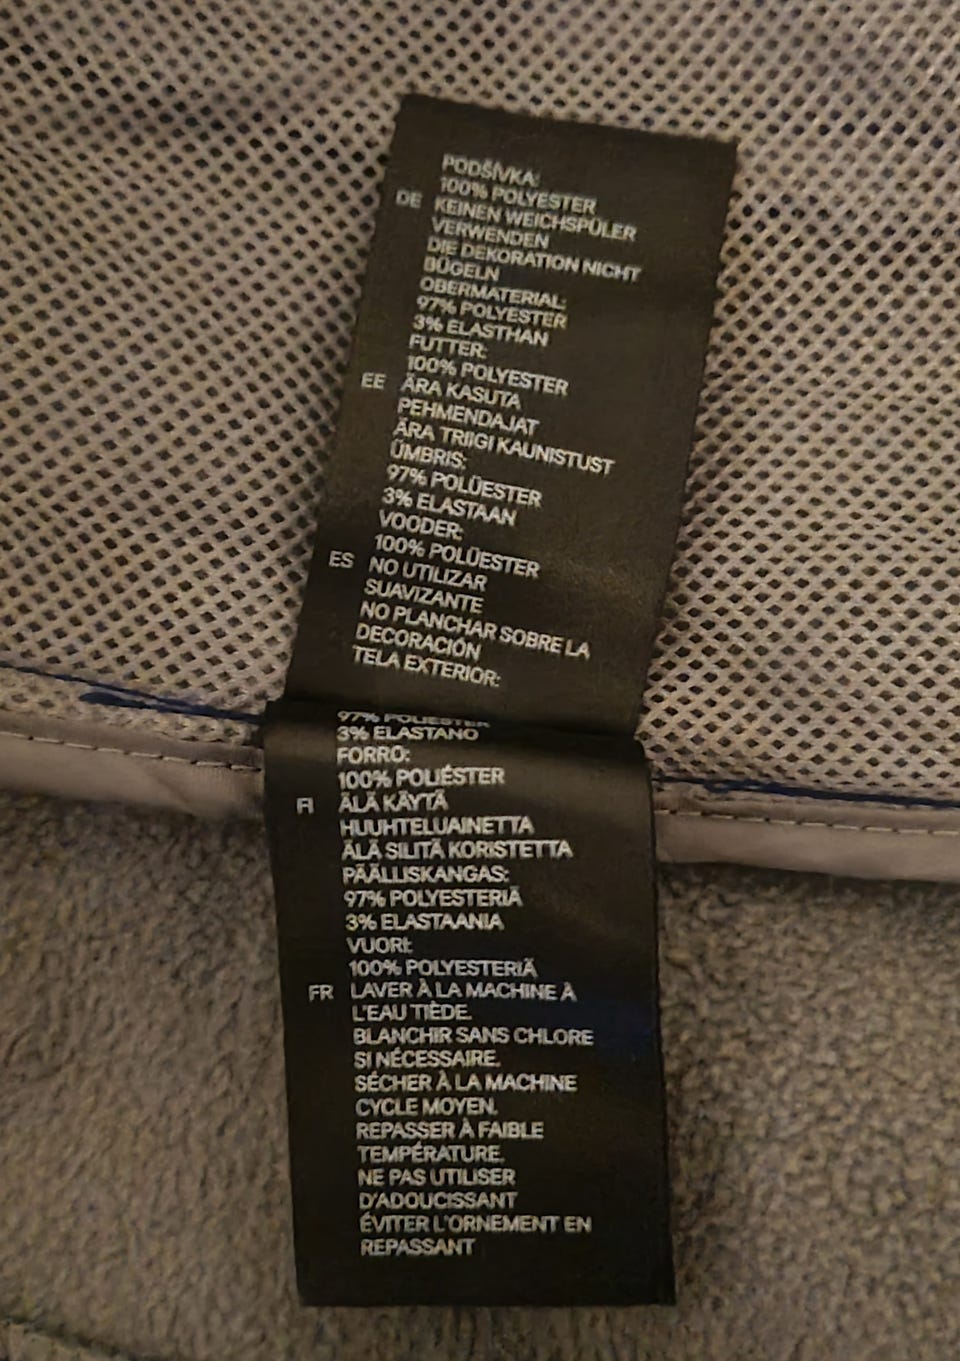 PODŠÍVKA:
100% POLYESTER
DE KEINEN WEICHSPÜLER
VERWENDEN
DIE DEKORATION NICHT
BÜGELN
OBERMATERIAL:
97% POLYESTER
3% ELASTHAN
FUTTER:
100% POLYESTER
EE ÄRA KASUTA
PEHMENDAJAT
ÄRA TRIIGI KAUNISTUST
ÜMBRIS:
97% POLÜESTER
3% ELASTAAN
VOODER:
100% POLÜESTER
ES NO UTILIZAR
SUAVIZANTE
NO PLANCHAR SOBRE LA
DECORACIÓN
TELA EXTERIOR:
97% POLIÉSTER
3% ELASTANO
FORRO:
100% POLIÉSTER
FI ÄLÄ KÄYTÄ
HUUHTELUAINETTA
ÄLÄ SILITÄ KORISTETTA
PÄÄLLISKANGAS:
97% POLYESTERIÄ
3% ELASTAANIA
VUORI:
100% POLYESTERIÄ
FR LAVER À LA MACHINE À
L'EAU TIÈDE.
BLANCHIR SANS CHLORE
SI NÉCESSAIRE.
SÉCHER À LA MACHINE
CYCLE MOYEN.
REPASSER À FAIBLE
TEMPÉRATURE.
NE PAS UTILISER
D'ADOUCISSANT
ÉVITER L'ORNEMENT EN
REPASSANT